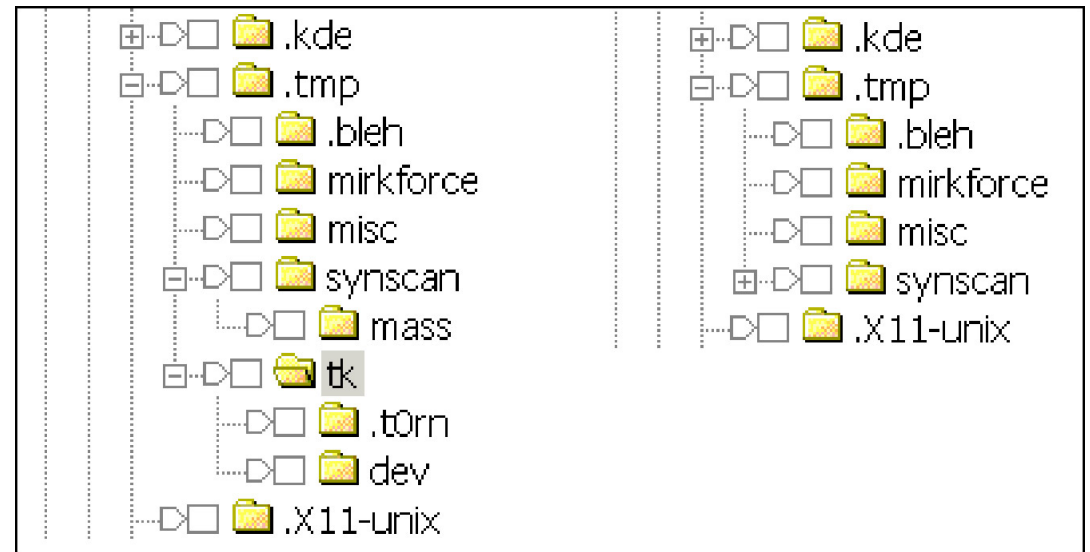 .kde
.tmp
.bleh
mirkforce
misc
synscan
mass
tk
.t0rn
dev
.X11-unix
.kde
.tmp
.bleh
mirkforce
misc
synscan
.X11-unix